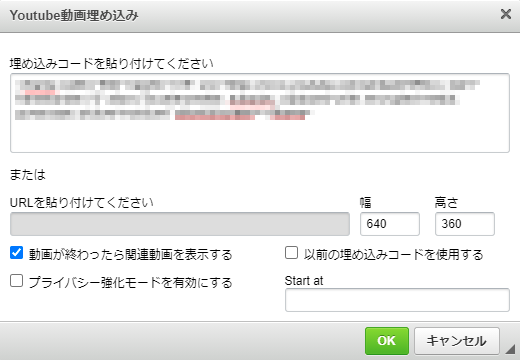 Youtube動画埋め込み
埋め込みコードを貼り付けてください
または
URLを貼り付けてください
幅
高さ
640
360
動画が終わったら関連動画を表示する
以前の埋め込みコードを使用する
プライバシー強化モードを有効にする
Start at
OK
キャンセル